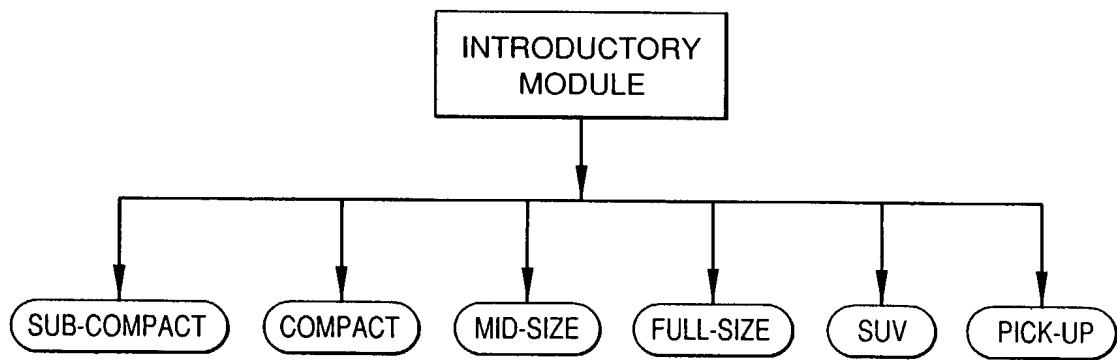 INTRODUCTORY
MODULE
SUB-COMPACT
COMPACT
MID-SIZE
FULL-SIZE
SUV
PICK-UP